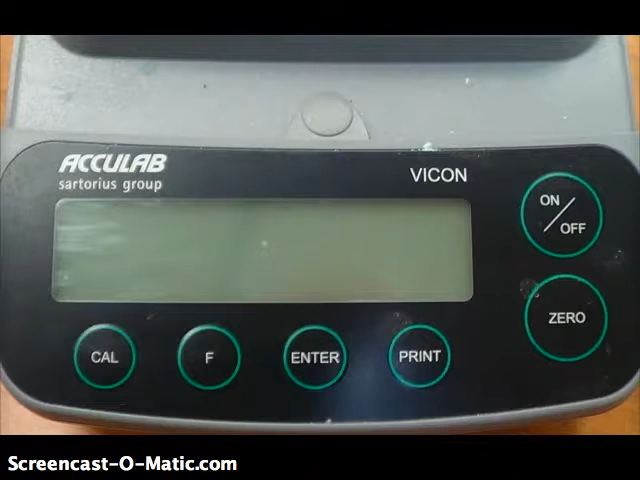 ACCULAB
sartorius group
VICON
ON/OFF
ZERO
CAL
F
ENTER
PRINT
Screencast-O-Matic.com